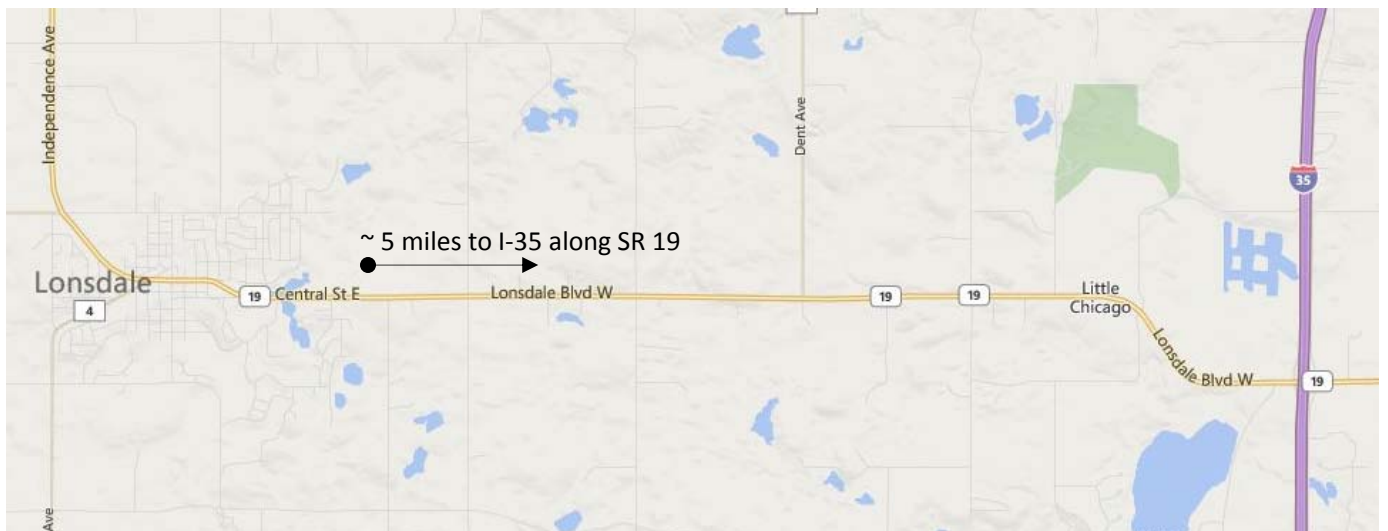 Independence Ave
Dent Ave
35
~ 5 miles to I-35 along SR 19
Lonsdale
4
19
Central St E
Lonsdale Blvd W
19
19
Little
Chicago
Lonsdale Blvd W
19
Ave